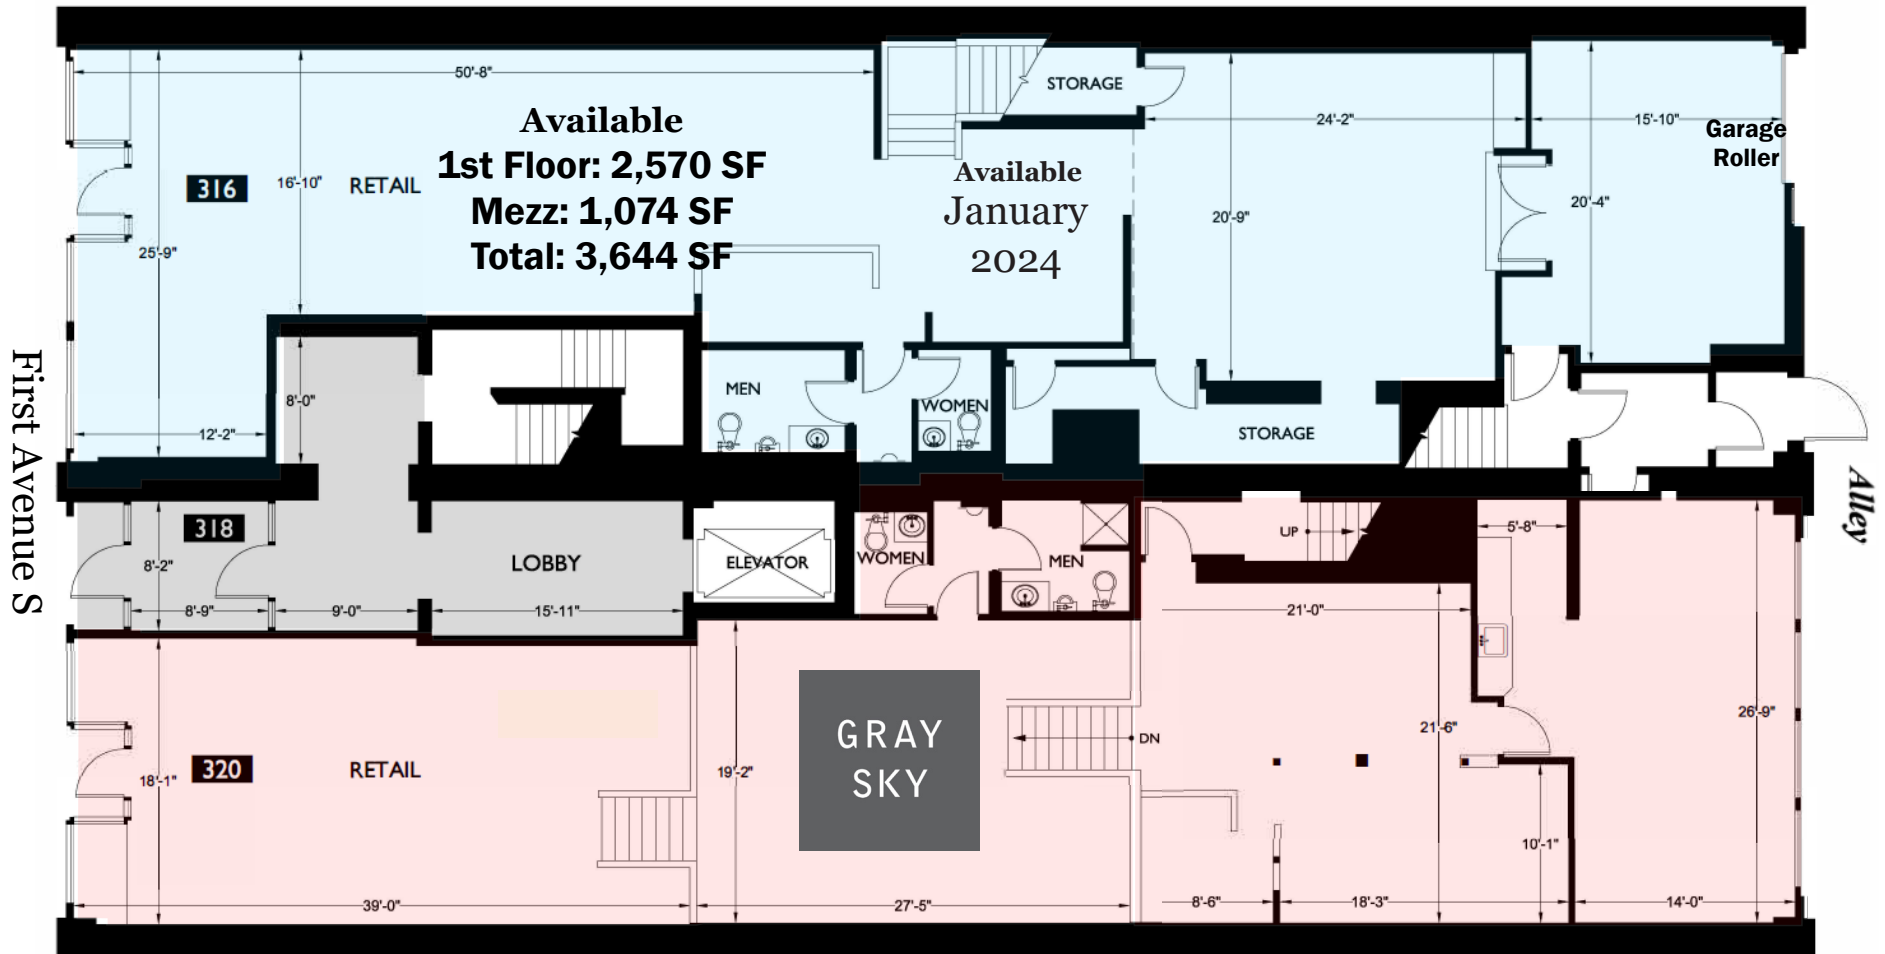 50'-8"
STORAGE
24'-2"
15'-10"
Garage
Roller
Available
1st Floor: 2,570 SF
Mezz: 1,074 SF
Total: 3,644 SF
316
16'-10"
RETAIL
25'-9"
Available
January
2024
20'-9"
20'-4"
First Avenue S
12'-2"
8'-0"
MEN
WOMEN
STORAGE
Alley
318
8'-2"
8'-9"
9'-0"
LOBBY
15'-11"
ELEVATOR
WOMEN
MEN
UP
5'-8"
21'-0"
320
RETAIL
18'-1"
19'-2"
GRAY
SKY
DN
21'-6"
26'-9"
10'-1"
39'-0"
27'-5"
8'-6"
18'-3"
14'-0"